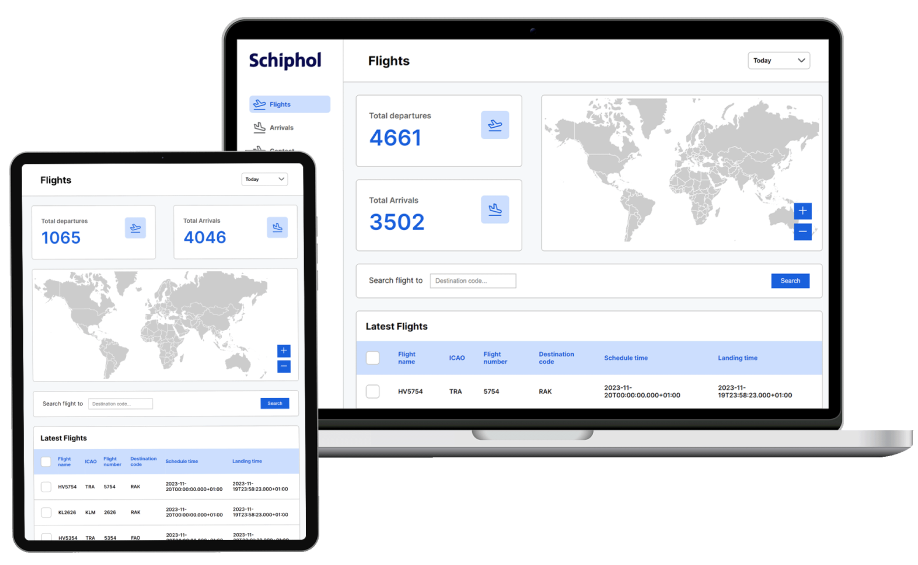 Schiphol
Flights
Arrivals
Contact
Flights
Today
Total departures
4661
Total Arrivals
3502
+
−
Search flight to
Destination code...
Search
Latest Flights
Flight name ICAO Flight number Destination code Schedule time Landing time
HV5754 TRA 5754 RAK 2023-11-20T00:00:00.000+01:00 2023-11-19T23:58:23.000+01:00
Flights
Today
Total departures
1065
Total Arrivals
4046
+
−
Search flight to
Destination code...
Search
Latest Flights
Flight name ICAO Flight number Destination code Schedule time Landing time
HV5754 TRA 5754 RAK 2023-11-20T00:00:00.000+01:00 2023-11-19T23:58:23.000+01:00
KL2626 KLM 2626 RAK 2023-11-20T00:00:00.000+01:00 2023-11-19T23:58:23.000+01:00
HV5354 TRA 5354 FAO 2023-11- 2023-11-